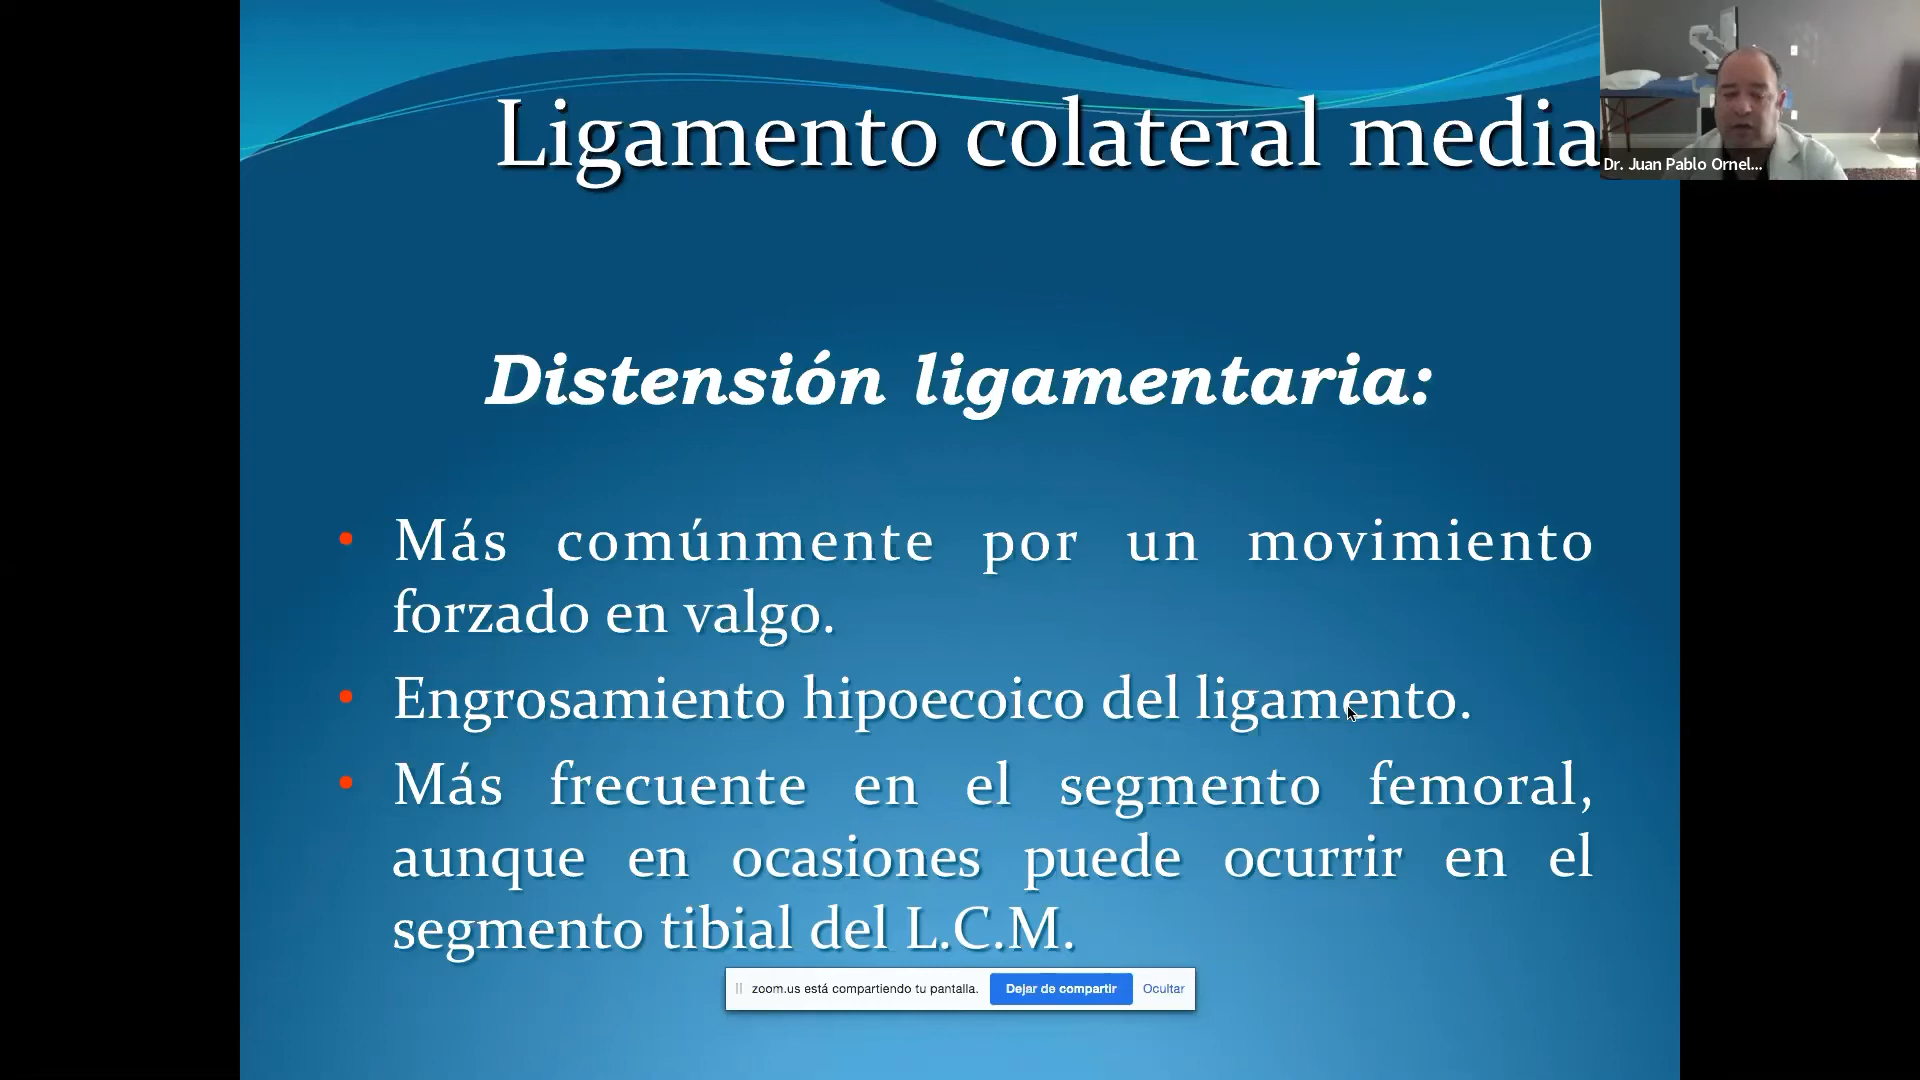 Ligamento colateral media
Dr. Juan Pablo Ornel...
Distensión ligamentaria:
• Más comúnmente por un movimiento
forzado en valgo.
• Engrosamiento hipoecoico del ligamento.
• Más frecuente en el segmento femoral,
aunque en ocasiones puede ocurrir en el
segmento tibial del L.C.M.
zoom.us está compartiendo tu pantalla. Dejar de compartir Ocultar